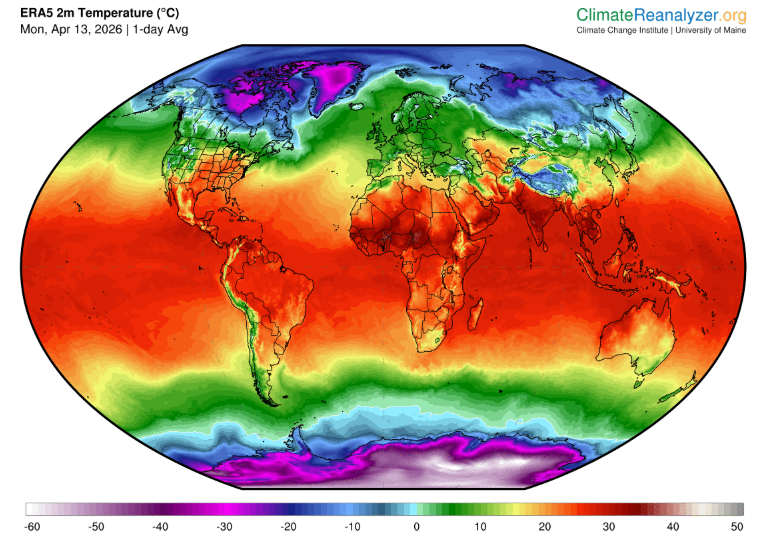 ERA5 2m Temperature (°C)
Mon, Apr 13, 2026 | 1-day Avg
ClimateReanalyzer.org
Climate Change Institute | University of Maine
-60 -50 -40 -30 -20 -10 0 10 20 30 40 50